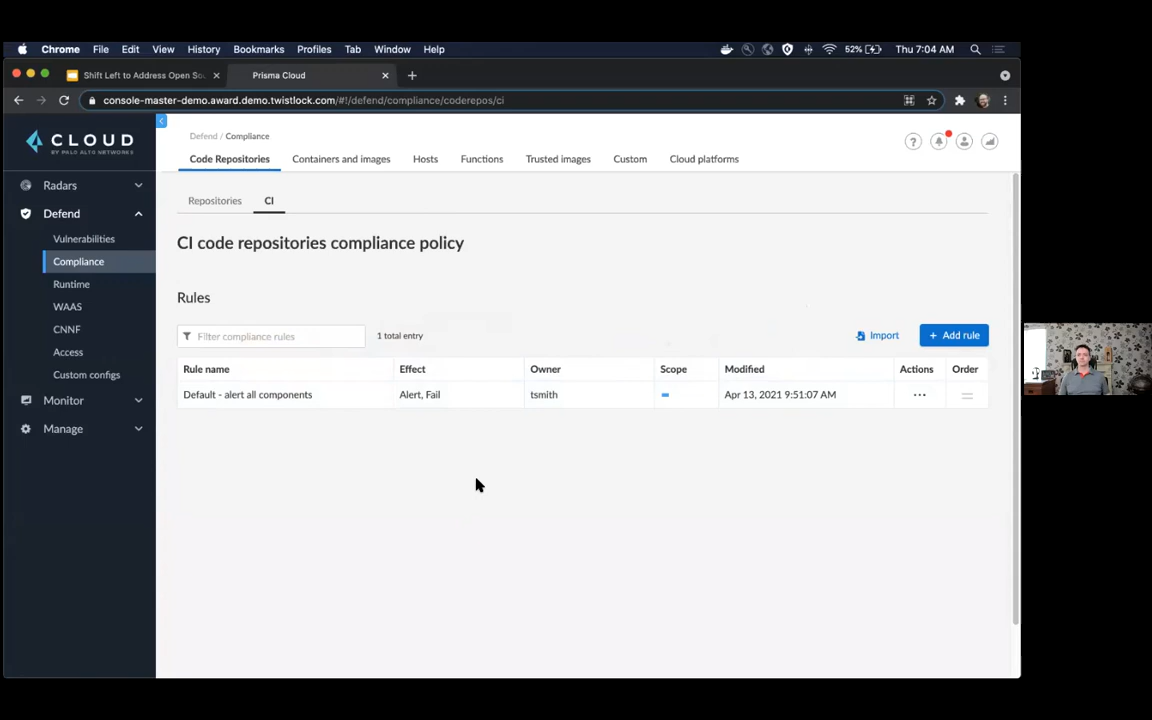 Chrome File Edit View History Bookmarks Profiles Tab Window Help 52% Thu 7:04 AM
Shift Left to Address Open Sou
Prisma Cloud
console-master-demo.award.demo.twistlock.com/#!/defend/compliance/coderepos/ci
CLOUD
BY PALO ALTO NETWORKS
Defend / Compliance
Code Repositories Containers and images Hosts Functions Trusted images Custom Cloud platforms
Radars
Defend
Vulnerabilities
Compliance
Runtime
WAAS
CNNF
Access
Custom configs
Monitor
Manage
Repositories CI
CI code repositories compliance policy
Rules
Filter compliance rules 1 total entry Import + Add rule
Rule name Effect Owner Scope Modified Actions Order
Default - alert all components Alert, Fail tsmith Apr 13, 2021 9:51:07 AM